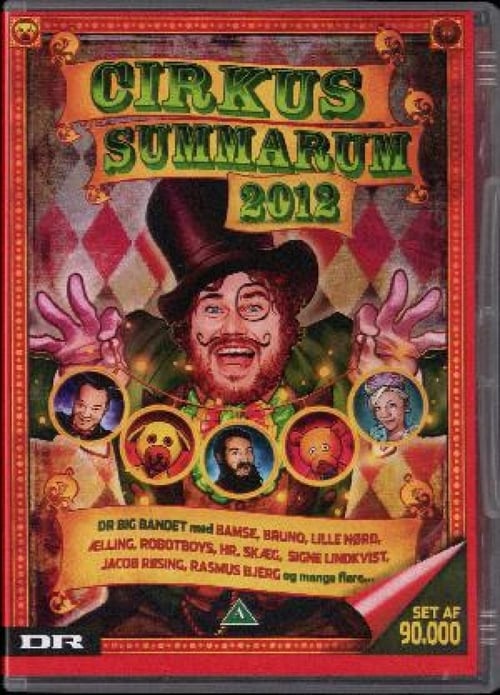 CIRKUS
SUMMARUM
2012
DR BIG BANDET med BAMSE, BRUNO, LILLE NØRD,
ÆLLING, ROBOTBOYS, HR. SKÆG, SIGNE LINDKVIST,
JACOB RIISING, RASMUS BJERG og mange flere...
A
SET AF
90.000
DR